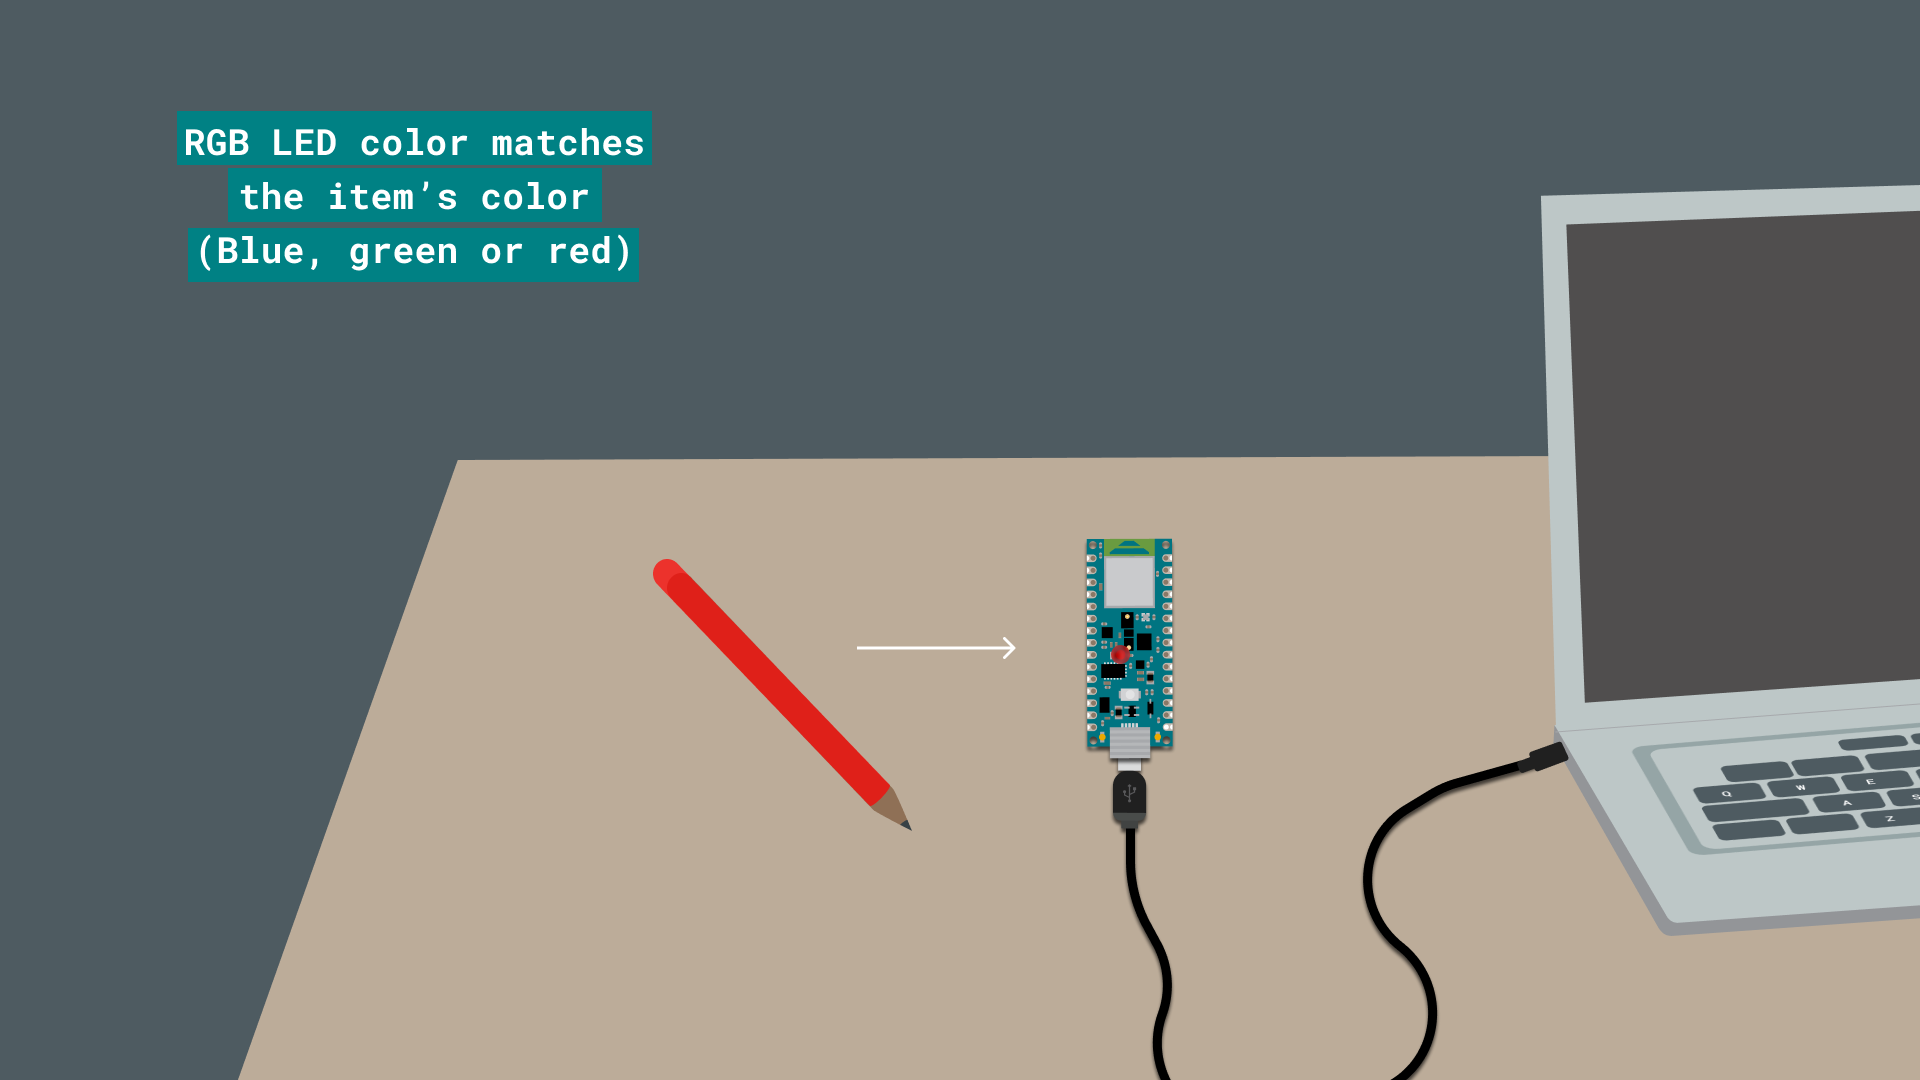 RGB LED color matches
the item’s color
(Blue, green or red)
Q W E
A S
Z